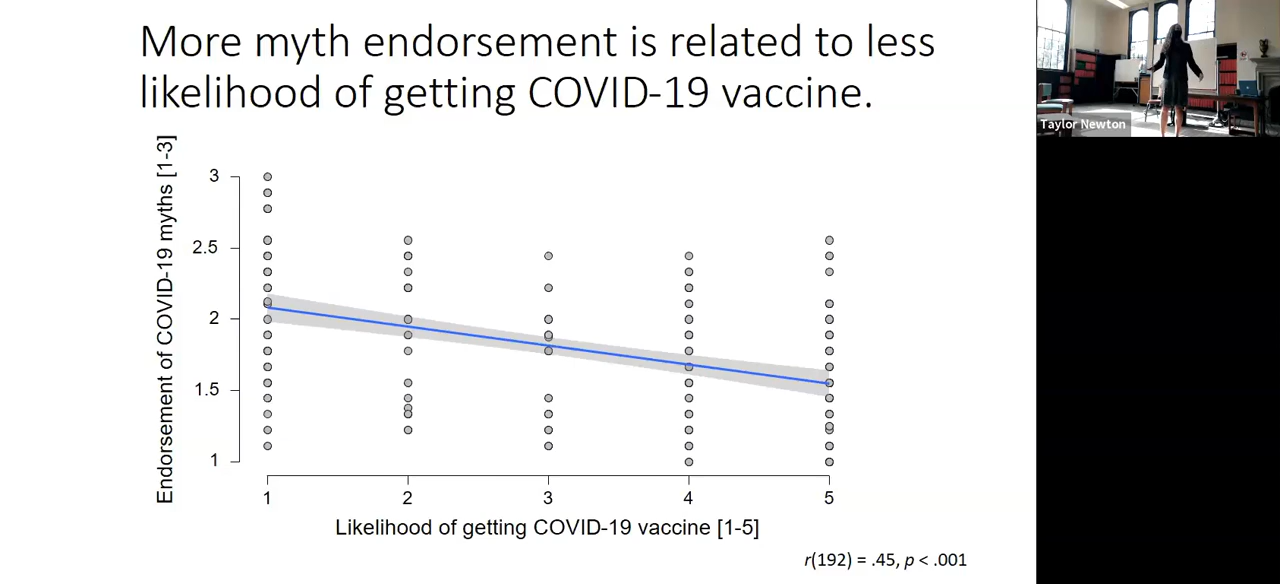 More myth endorsement is related to less
likelihood of getting COVID-19 vaccine.
Taylor Newton
Endorsement of COVID-19 myths [1-3]
3
2.5
2
1.5
1
1 2 3 4 5
Likelihood of getting COVID-19 vaccine [1-5]
r(192) = .45, p < .001